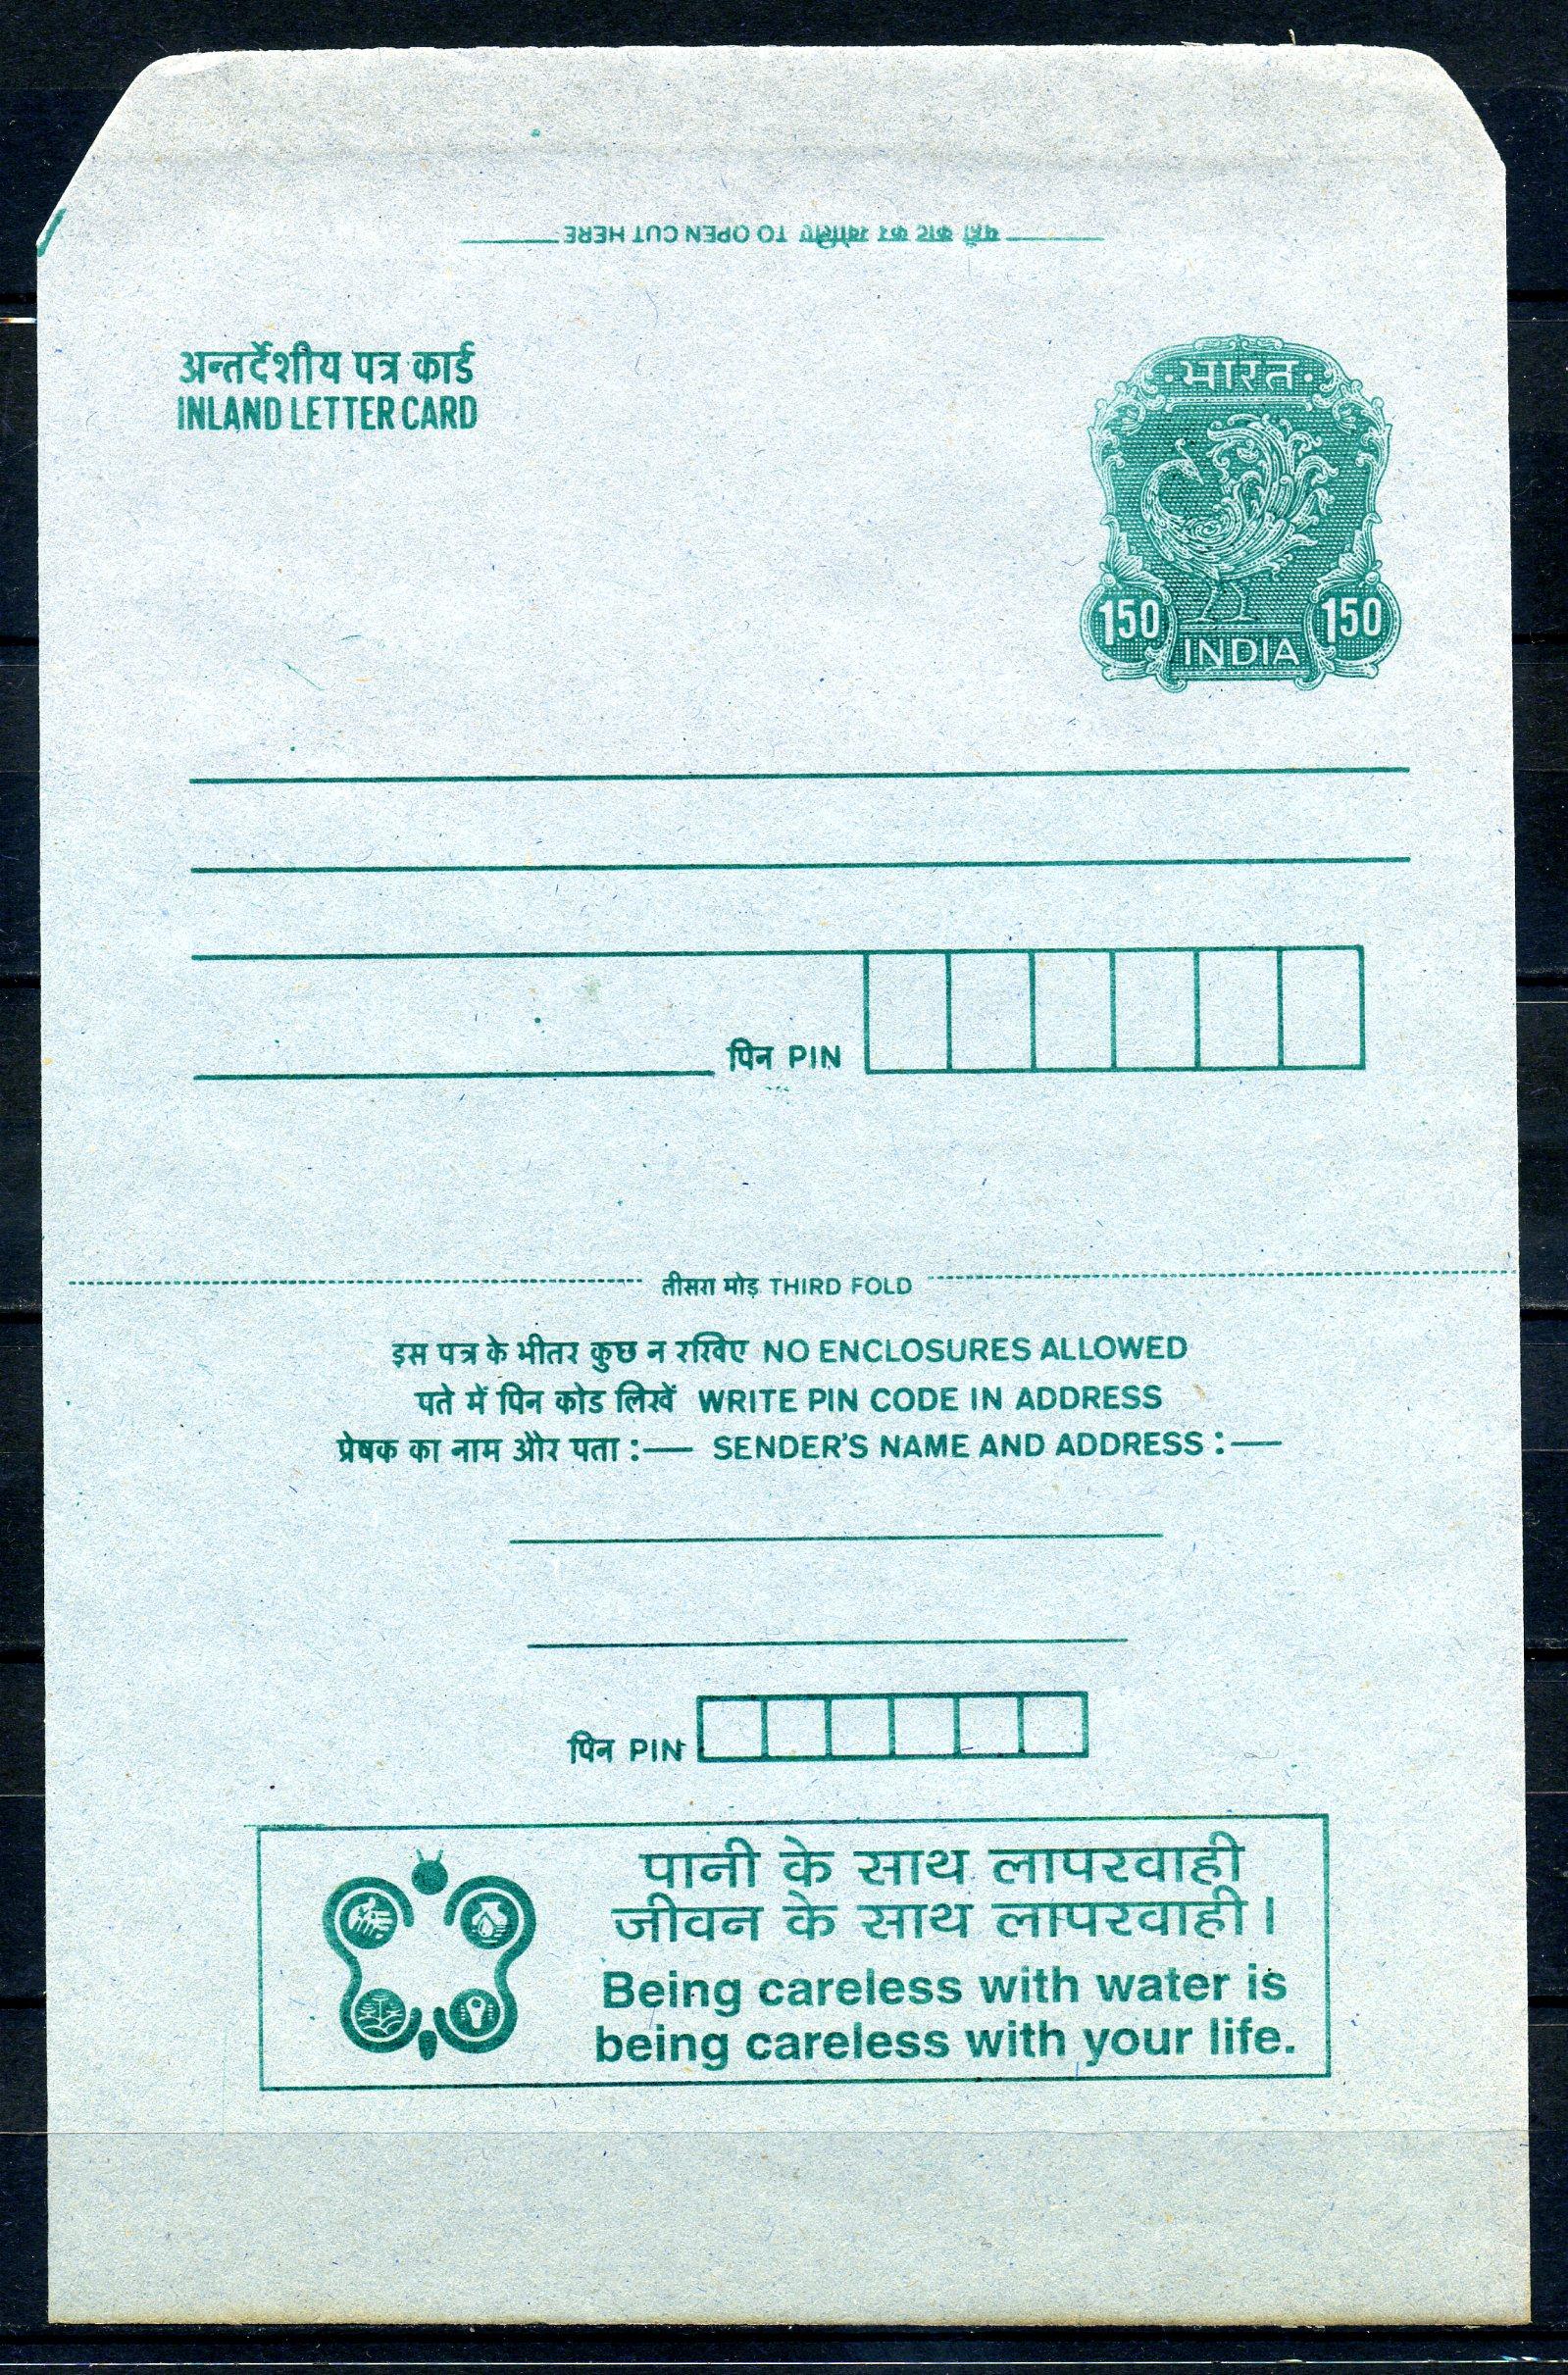 यहाँ काट कर खोलिए TO OPEN CUT HERE
अन्तर्देशीय पत्र कार्ड
INLAND LETTER CARD
भारत
150 150
INDIA
पिन PIN
तीसरा मोड़ THIRD FOLD
इस पत्र के भीतर कुछ न रखिए NO ENCLOSURES ALLOWED
पते में पिन कोड लिखें WRITE PIN CODE IN ADDRESS
प्रेषक का नाम और पता :— SENDER'S NAME AND ADDRESS :—
पिन PIN
पानी के साथ लापरवाही
जीवन के साथ लापरवाही।
Being careless with water is
being careless with your life.